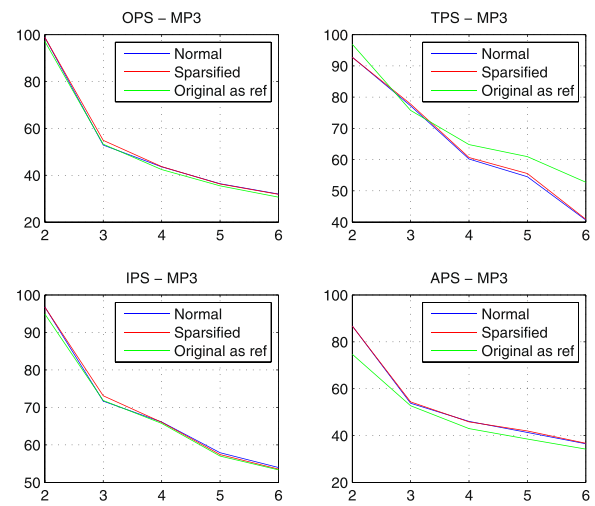 OPS − MP3
100
80
60
40
20
2 3 4 5 6
Normal
Sparsified
Original as ref
TPS − MP3
100
90
80
70
60
50
40
2 3 4 5 6
Normal
Sparsified
Original as ref
IPS − MP3
100
90
80
70
60
50
2 3 4 5 6
Normal
Sparsified
Original as ref
APS − MP3
100
80
60
40
20
2 3 4 5 6
Normal
Sparsified
Original as ref